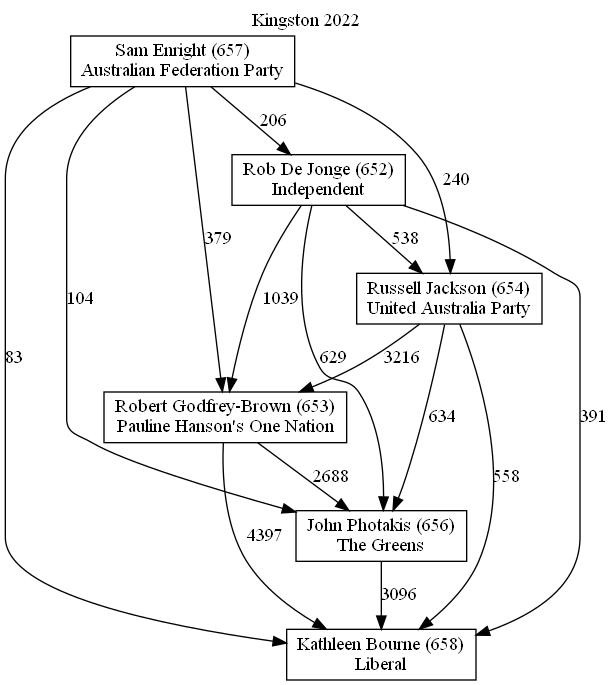 Kingston 2022
Sam Enright (657)
Australian Federation Party
206
Rob De Jonge (652)
Independent
240
379
538
Russell Jackson (654)
United Australia Party
104
1039
83
629
3216
391
Robert Godfrey-Brown (653)
Pauline Hanson's One Nation
634
2688
558
John Photakis (656)
The Greens
4397
3096
Kathleen Bourne (658)
Liberal